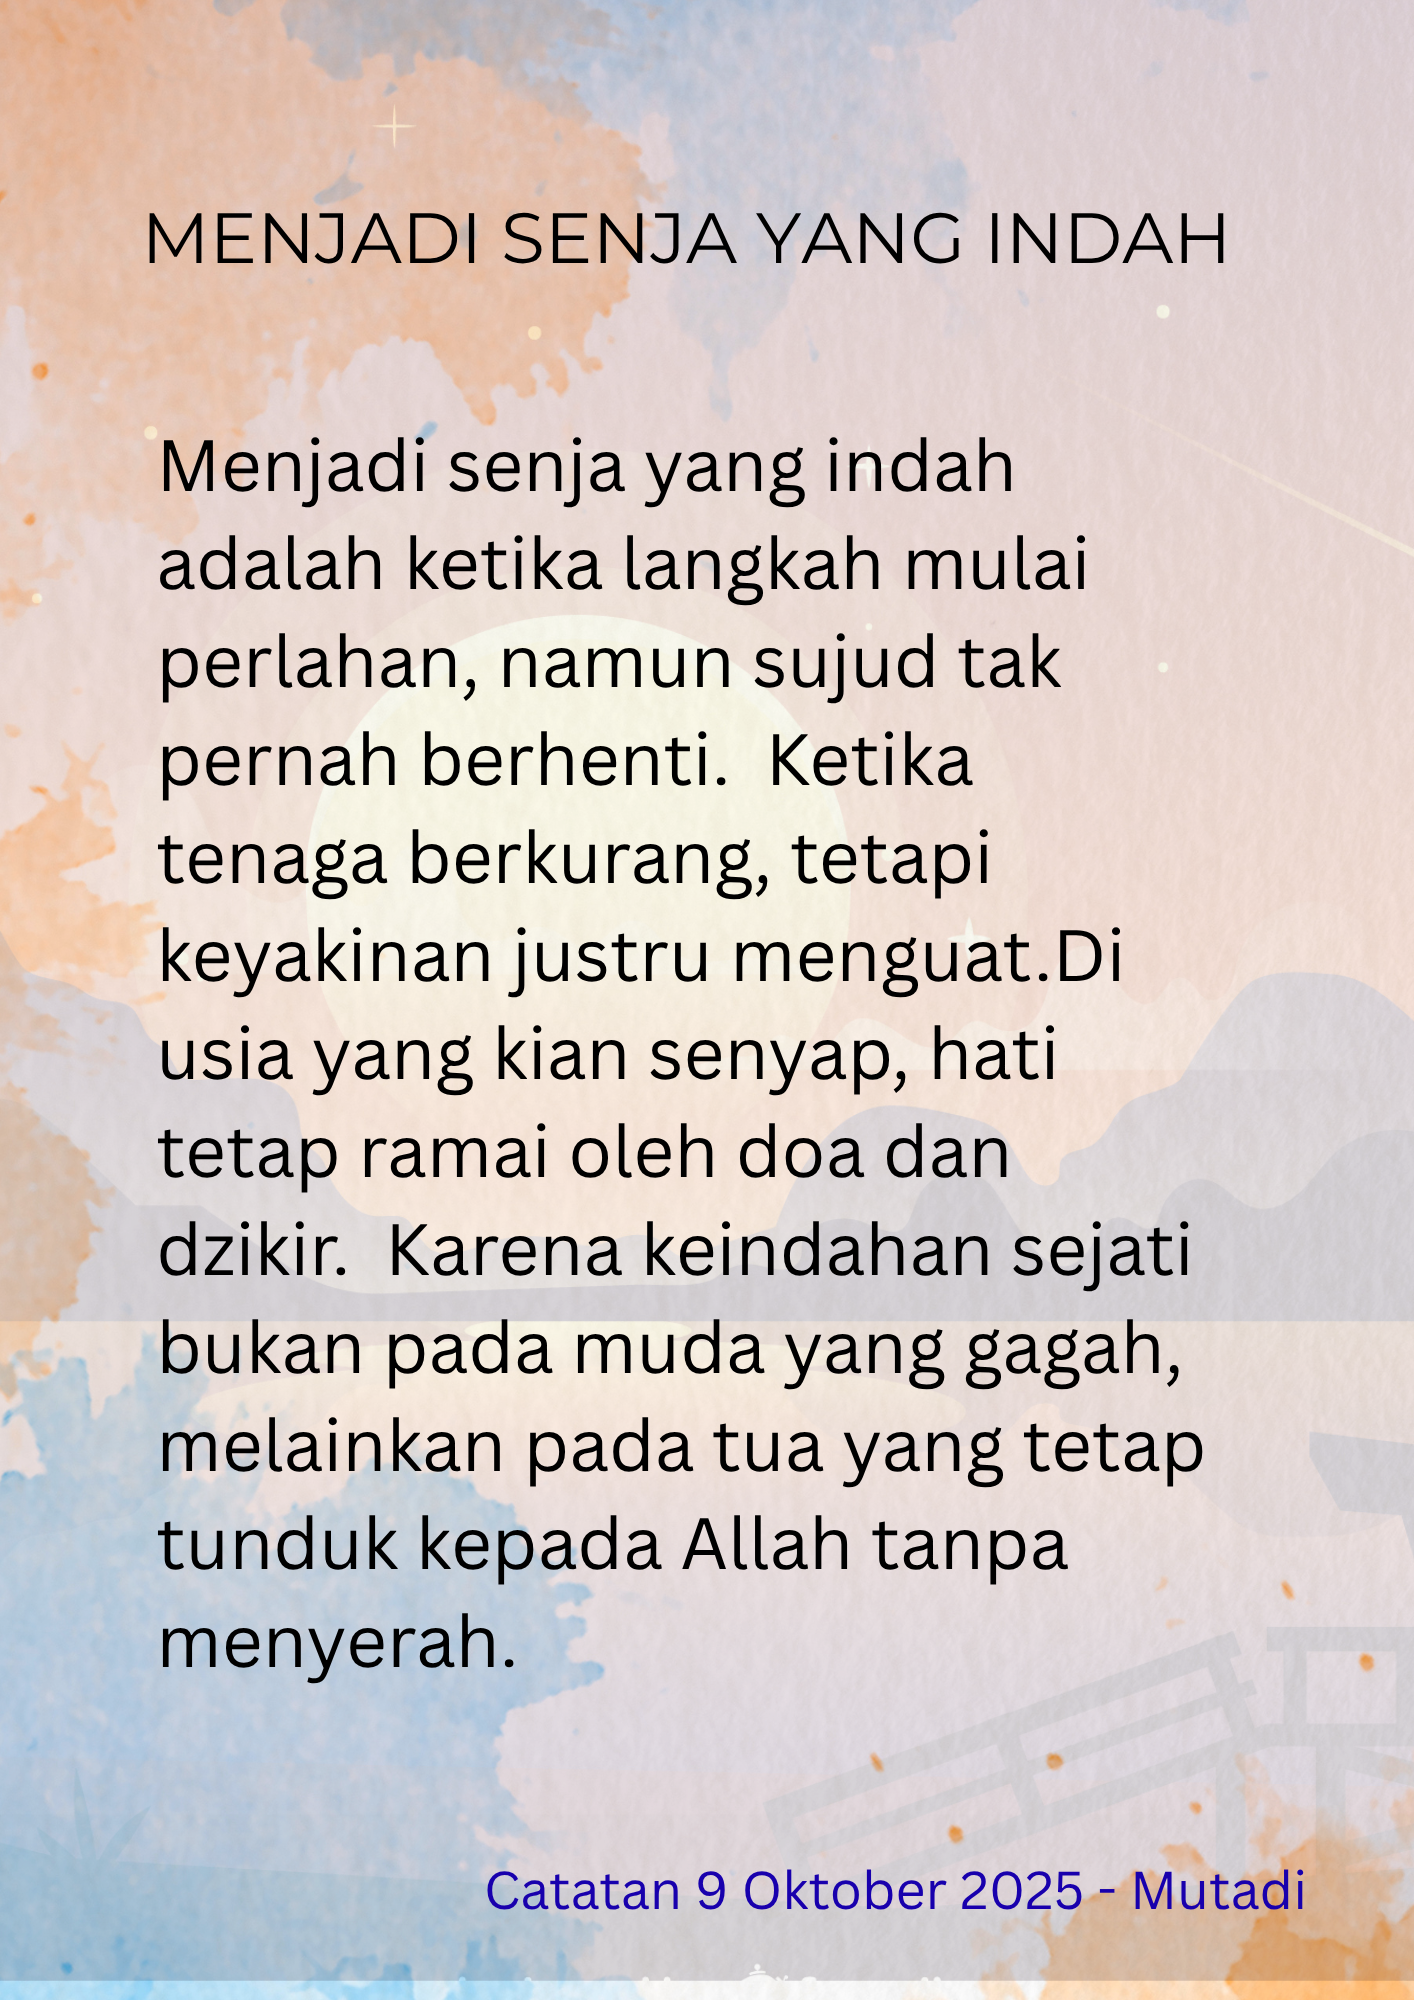 MENJADI SENJA YANG INDAH
Menjadi senja yang indah
adalah ketika langkah mulai
perlahan, namun sujud tak
pernah berhenti.  Ketika
tenaga berkurang, tetapi
keyakinan justru menguat.Di
usia yang kian senyap, hati
tetap ramai oleh doa dan
dzikir.  Karena keindahan sejati
bukan pada muda yang gagah,
melainkan pada tua yang tetap
tunduk kepada Allah tanpa
menyerah.
Catatan 9 Oktober 2025 - Mutadi